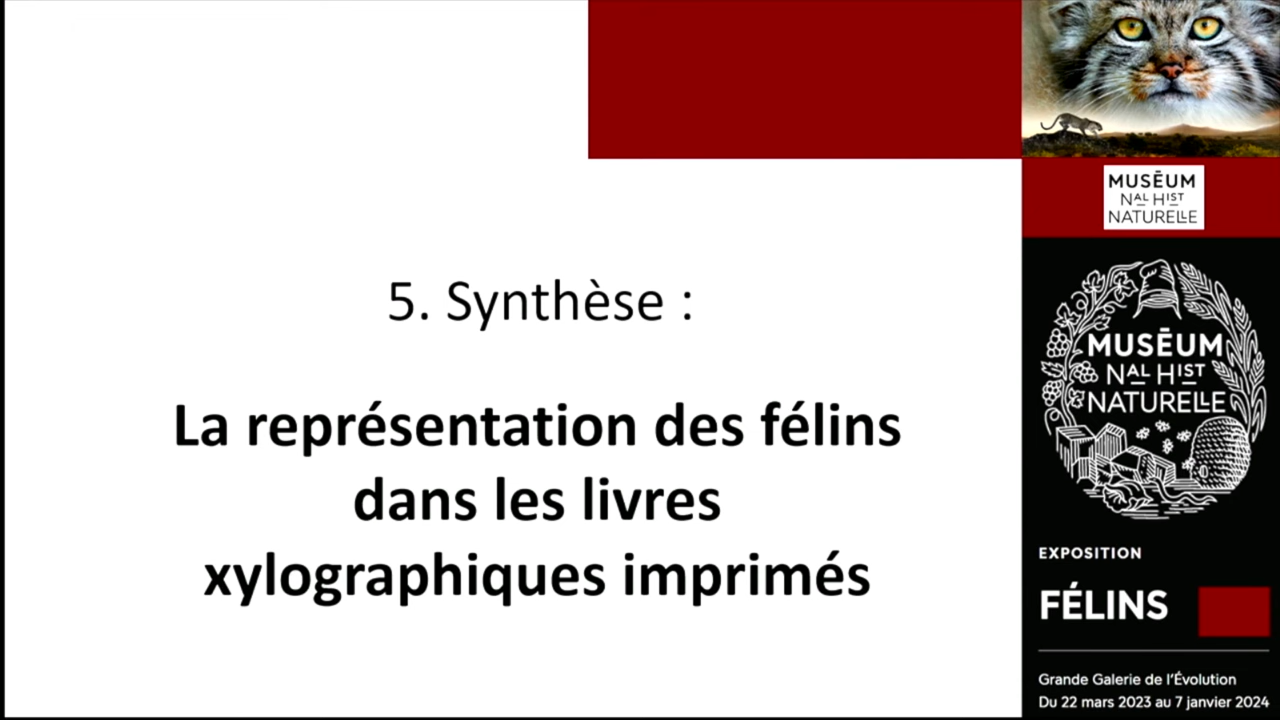 5. Synthèse :
La représentation des félins
dans les livres
xylographiques imprimés
MUSĒUM
NAL HIST
NATURELLE
MUSĒUM
NAL HIST
NATURELLE
EXPOSITION
FÉLINS
Grande Galerie de l'Évolution
Du 22 mars 2023 au 7 janvier 2024